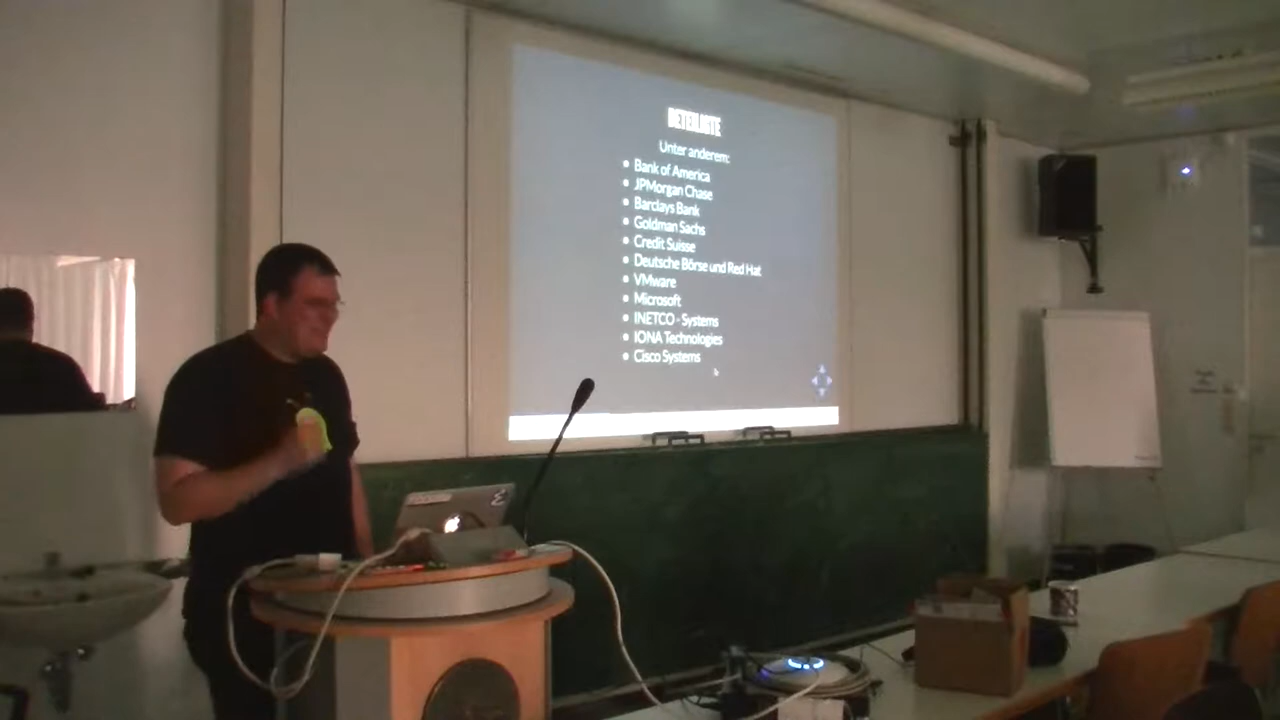 BETEILIGTE
Unter anderem:
Bank of America
JPMorgan Chase
Barclays Bank
Goldman Sachs
Credit Suisse
Deutsche Börse und Red Hat
VMware
Microsoft
INETCO - Systems
IONA Technologies
Cisco Systems